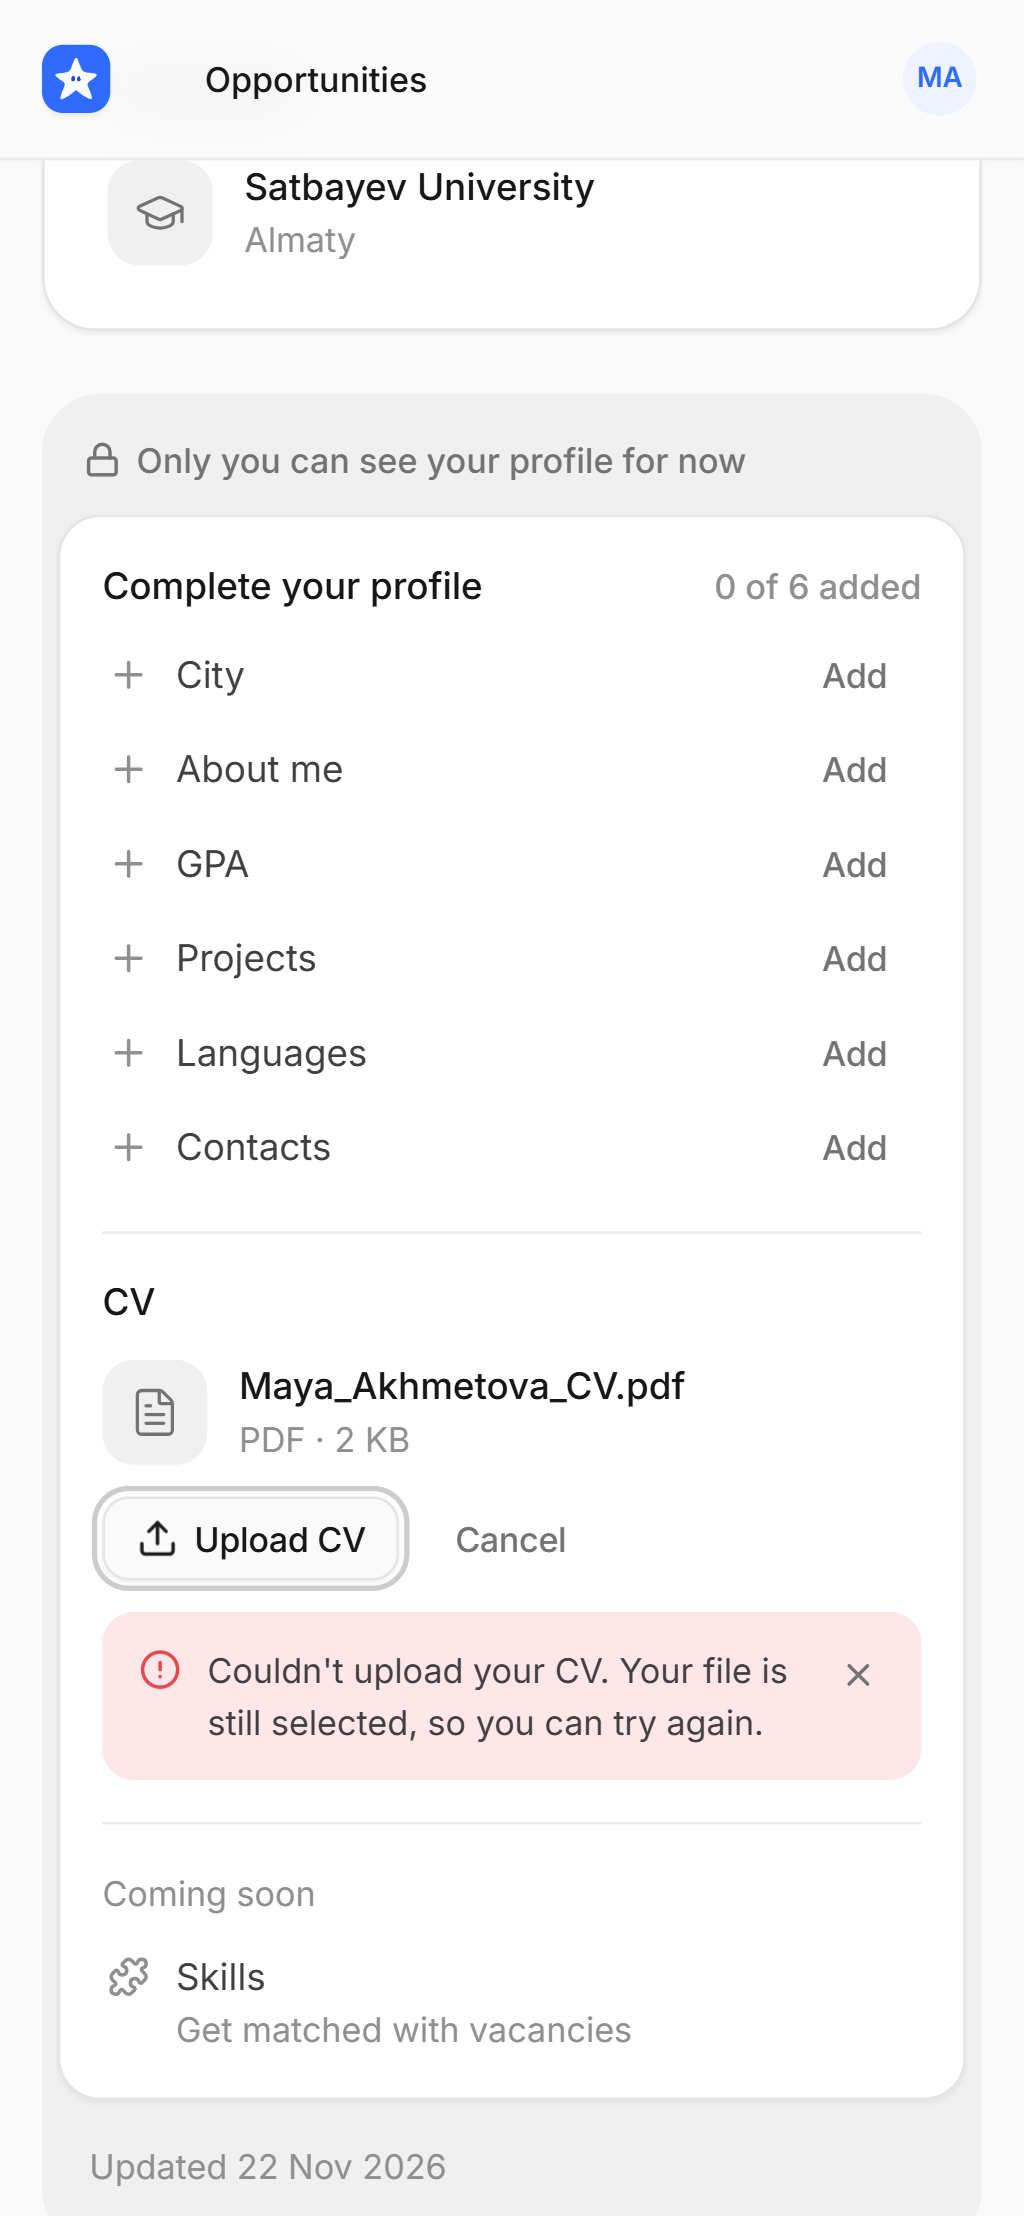 Opportunities
MA
Satbayev University
Almaty
Only you can see your profile for now
Complete your profile
0 of 6 added
City
Add
About me
Add
GPA
Add
Projects
Add
Languages
Add
Contacts
Add
CV
Maya_Akhmetova_CV.pdf
PDF · 2 KB
Upload CV
Cancel
Couldn't upload your CV. Your file is
still selected, so you can try again.
Coming soon
Skills
Get matched with vacancies
Updated 22 Nov 2026